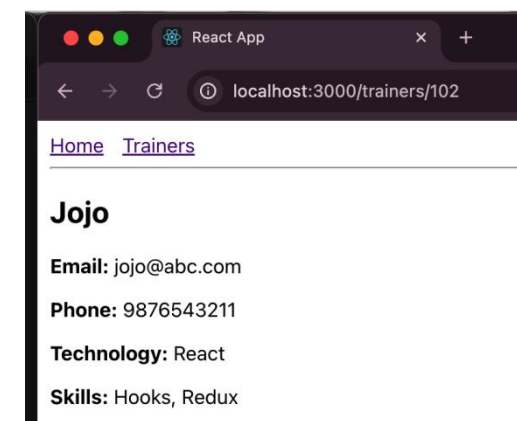 React App
localhost:3000/trainers/102
Home Trainers
Jojo
Email: jojo@abc.com
Phone: 9876543211
Technology: React
Skills: Hooks, Redux